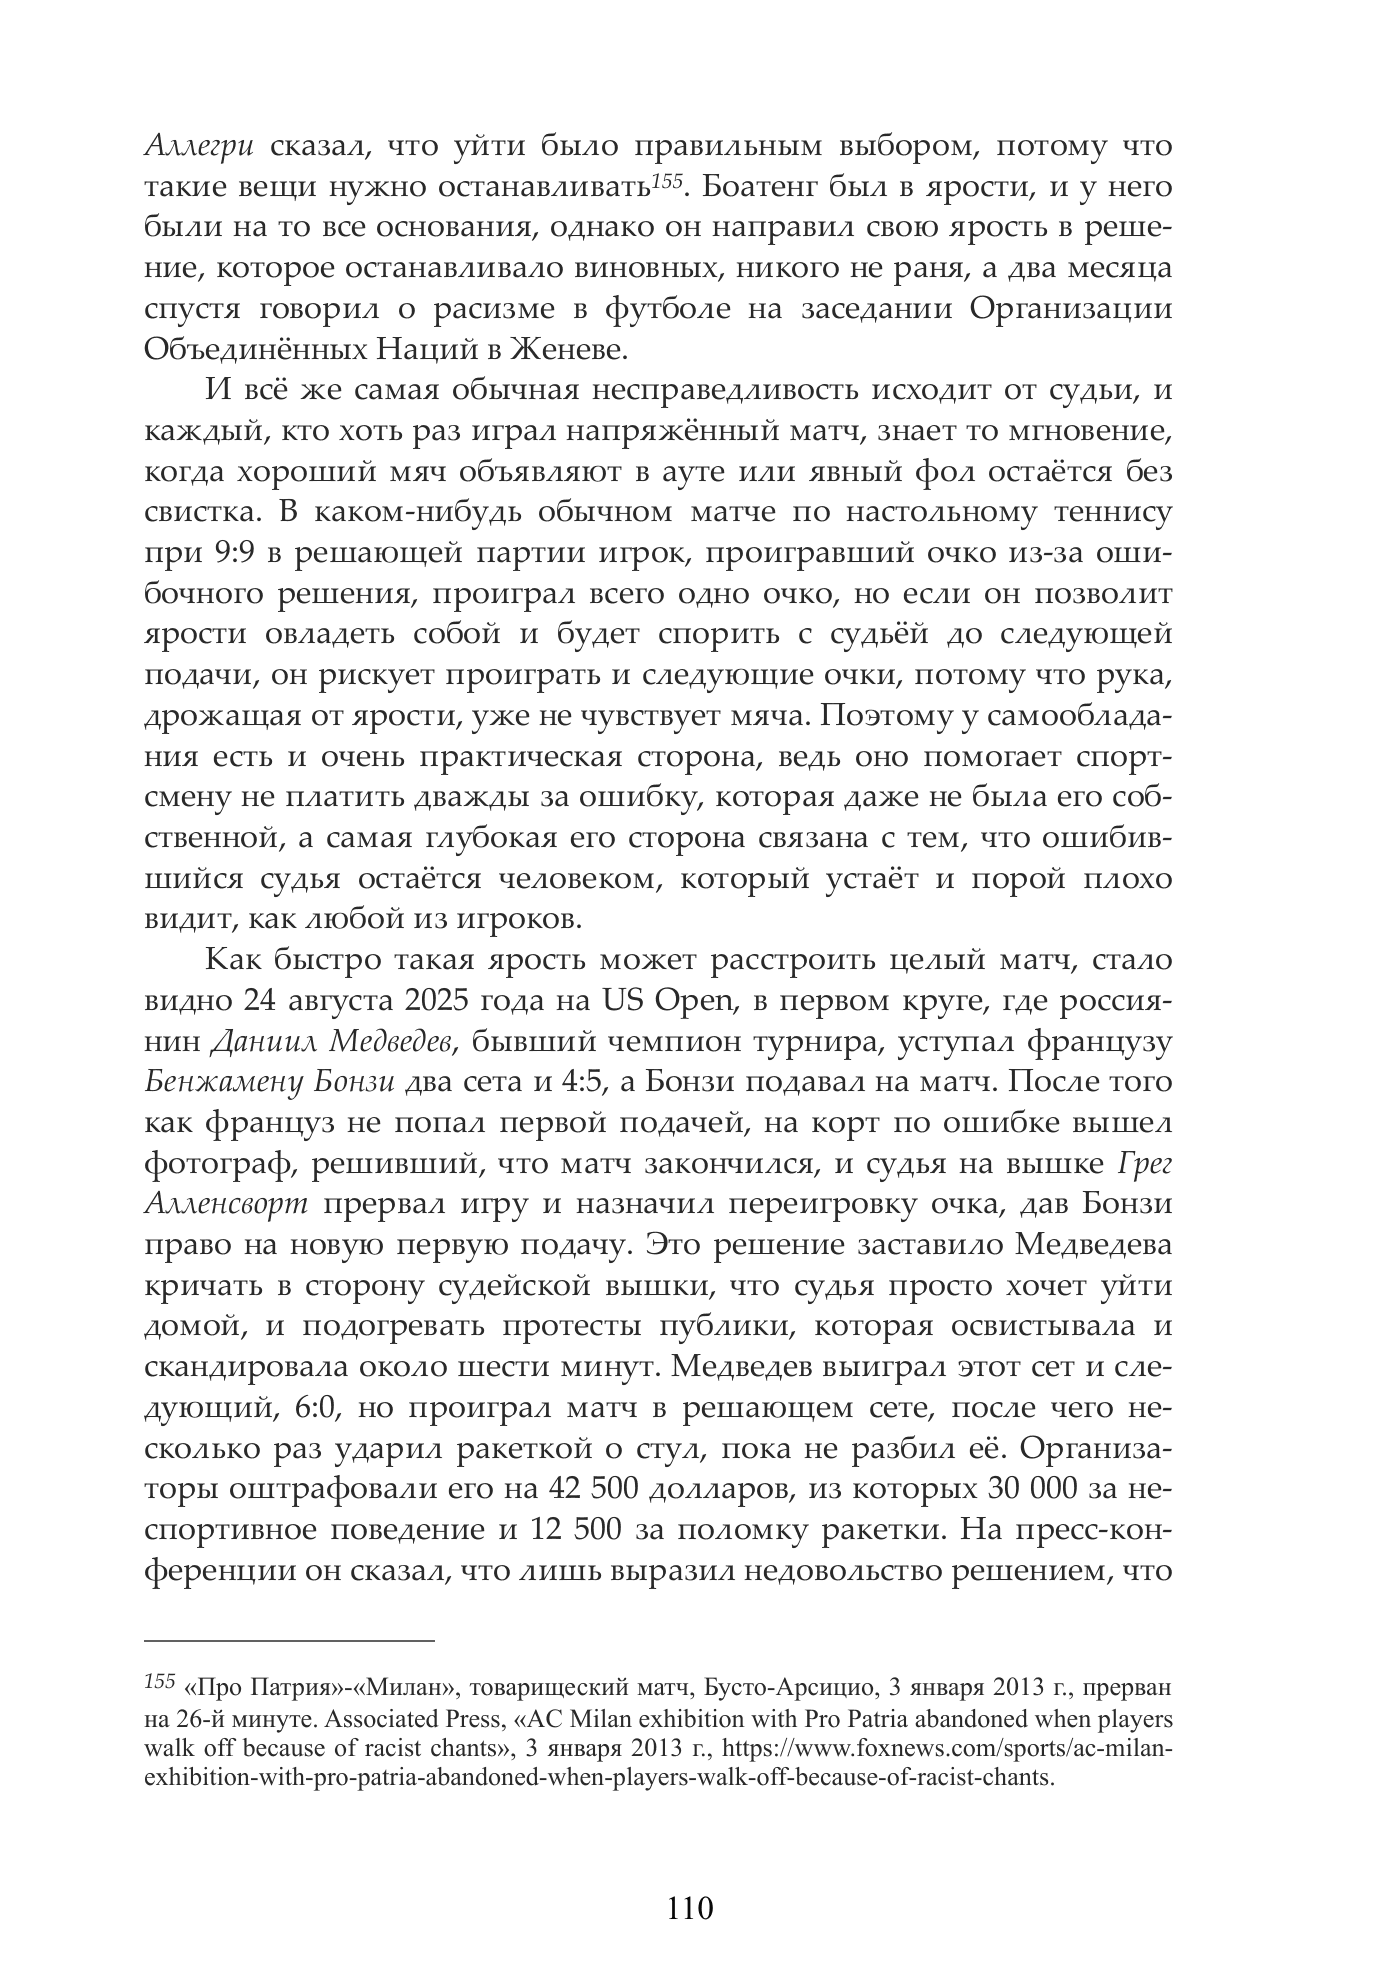 Аллегри сказал, что уйти было правильным выбором, потому что
такие вещи нужно останавливать155. Боатенг был в ярости, и у него
были на то все основания, однако он направил свою ярость в реше-
ние, которое останавливало виновных, никого не раня, а два месяца
спустя говорил о расизме в футболе на заседании Организации
Объединённых Наций в Женеве.
И всё же самая обычная несправедливость исходит от судьи, и
каждый, кто хоть раз играл напряжённый матч, знает то мгновение,
когда хороший мяч объявляют в ауте или явный фол остаётся без
свистка. В каком-нибудь обычном матче по настольному теннису
при 9:9 в решающей партии игрок, проигравший очко из-за оши-
бочного решения, проиграл всего одно очко, но если он позволит
ярости овладеть собой и будет спорить с судьёй до следующей
подачи, он рискует проиграть и следующие очки, потому что рука,
дрожащая от ярости, уже не чувствует мяча. Поэтому у самооблада-
ния есть и очень практическая сторона, ведь оно помогает спорт-
смену не платить дважды за ошибку, которая даже не была его соб-
ственной, а самая глубокая его сторона связана с тем, что ошибив-
шийся судья остаётся человеком, который устаёт и порой плохо
видит, как любой из игроков.
Как быстро такая ярость может расстроить целый матч, стало
видно 24 августа 2025 года на US Open, в первом круге, где россия-
нин Даниил Медведев, бывший чемпион турнира, уступал французу
Бенжамену Бонзи два сета и 4:5, а Бонзи подавал на матч. После того
как француз не попал первой подачей, на корт по ошибке вышел
фотограф, решивший, что матч закончился, и судья на вышке Грег
Алленсворт прервал игру и назначил переигровку очка, дав Бонзи
право на новую первую подачу. Это решение заставило Медведева
кричать в сторону судейской вышки, что судья просто хочет уйти
домой, и подогревать протесты публики, которая освистывала и
скандировала около шести минут. Медведев выиграл этот сет и сле-
дующий, 6:0, но проиграл матч в решающем сете, после чего не-
сколько раз ударил ракеткой о стул, пока не разбил её. Организа-
торы оштрафовали его на 42 500 долларов, из которых 30 000 за не-
спортивное поведение и 12 500 за поломку ракетки. На пресс-кон-
ференции он сказал, что лишь выразил недовольство решением, что
155 «Про Патрия»-«Милан», товарищеский матч, Бусто-Арсицио, 3 января 2013 г., прерван
на 26-й минуте. Associated Press, «AC Milan exhibition with Pro Patria abandoned when players
walk off because of racist chants», 3 января 2013 г., https://www.foxnews.com/sports/ac-milan-
exhibition-with-pro-patria-abandoned-when-players-walk-off-because-of-racist-chants.
110